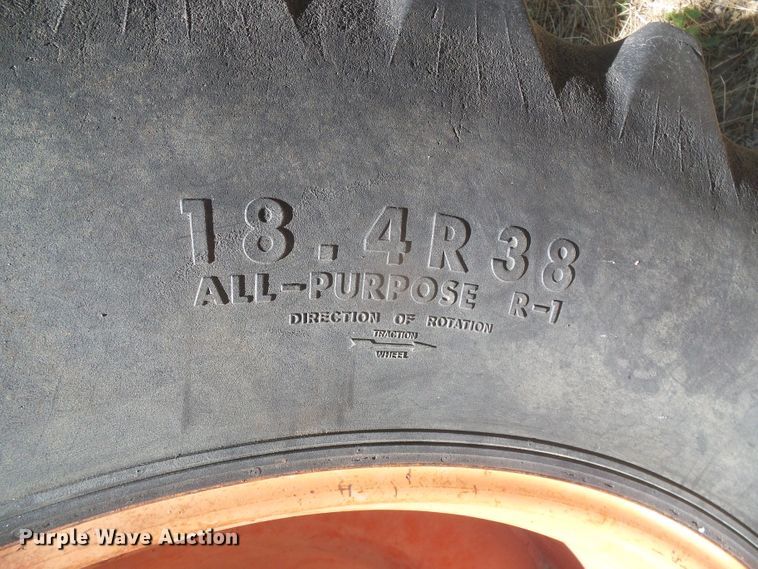 18.4R38
ALL-PURPOSE R-1
DIRECTION OF ROTATION
TRACTION
WHEEL
Purple Wave Auction